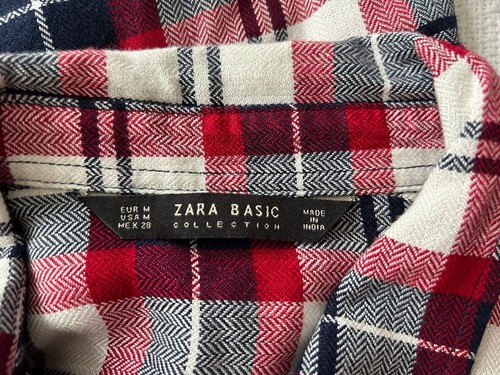 EUR M
USA M
MEX 28
ZARA BASIC
COLLECTION
MADE
IN
INDIA